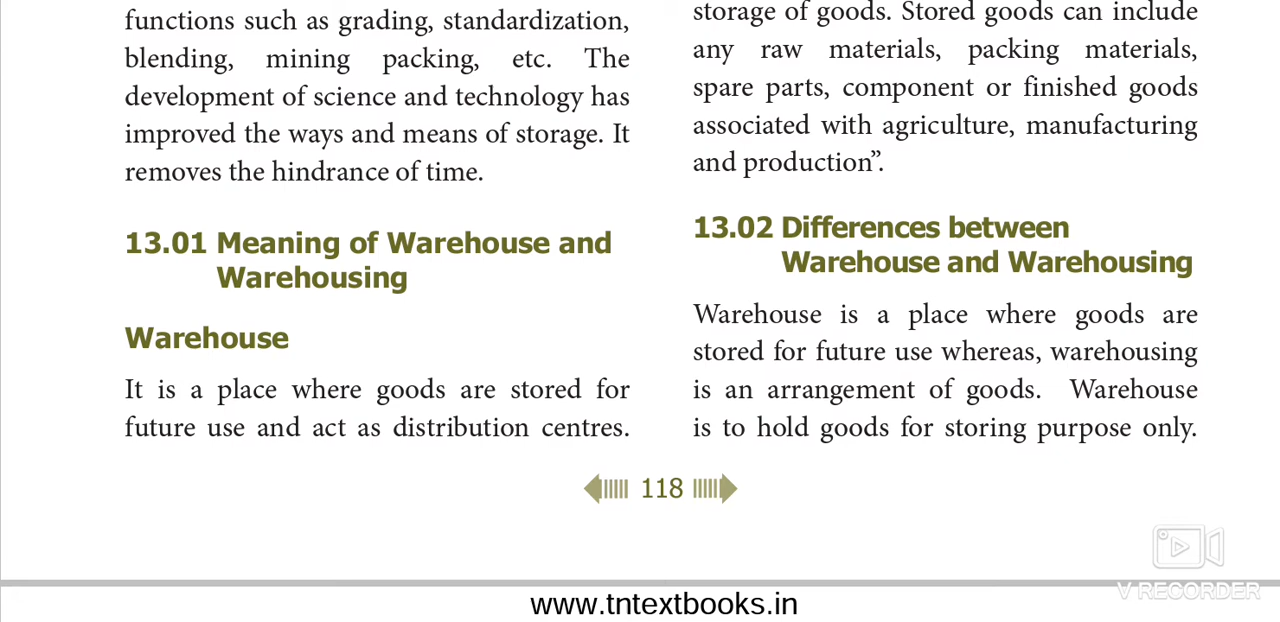 functions such as grading, standardization,
blending, mining packing, etc. The
development of science and technology has
improved the ways and means of storage. It
removes the hindrance of time.
13.01 Meaning of Warehouse and
Warehousing
Warehouse
It is a place where goods are stored for
future use and act as distribution centres.
storage of goods. Stored goods can include
any raw materials, packing materials,
spare parts, component or finished goods
associated with agriculture, manufacturing
and production”.
13.02 Differences between
Warehouse and Warehousing
Warehouse is a place where goods are
stored for future use whereas, warehousing
is an arrangement of goods. Warehouse
is to hold goods for storing purpose only.
118
V RECORDER
www.tntextbooks.in